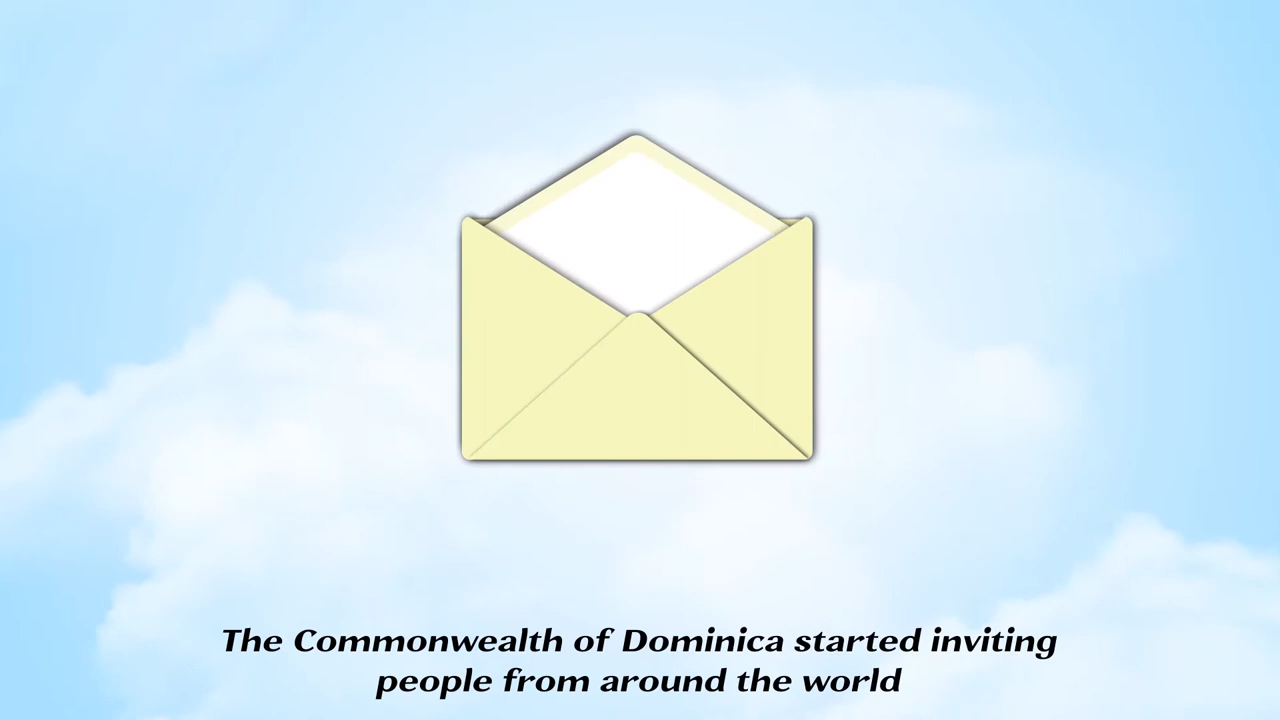 The Commonwealth of Dominica started inviting
people from around the world